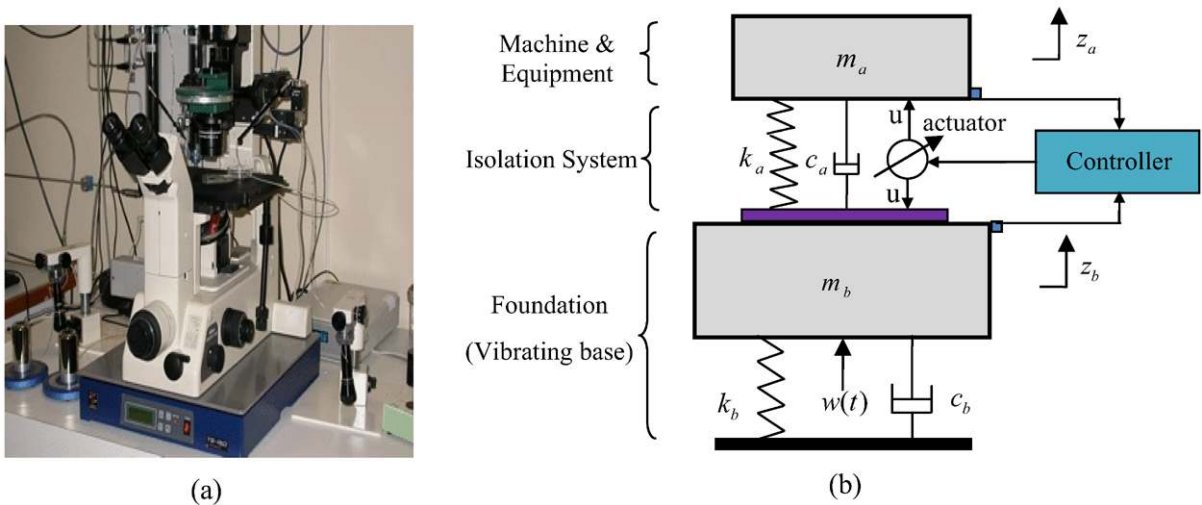 Machine &
Equipment
Isolation System
Foundation
(Vibrating base)
m_a
z_a
u
actuator
k_a
c_a
Controller
u
m_b
z_b
k_b
w(t)
c_b
(a)
(b)